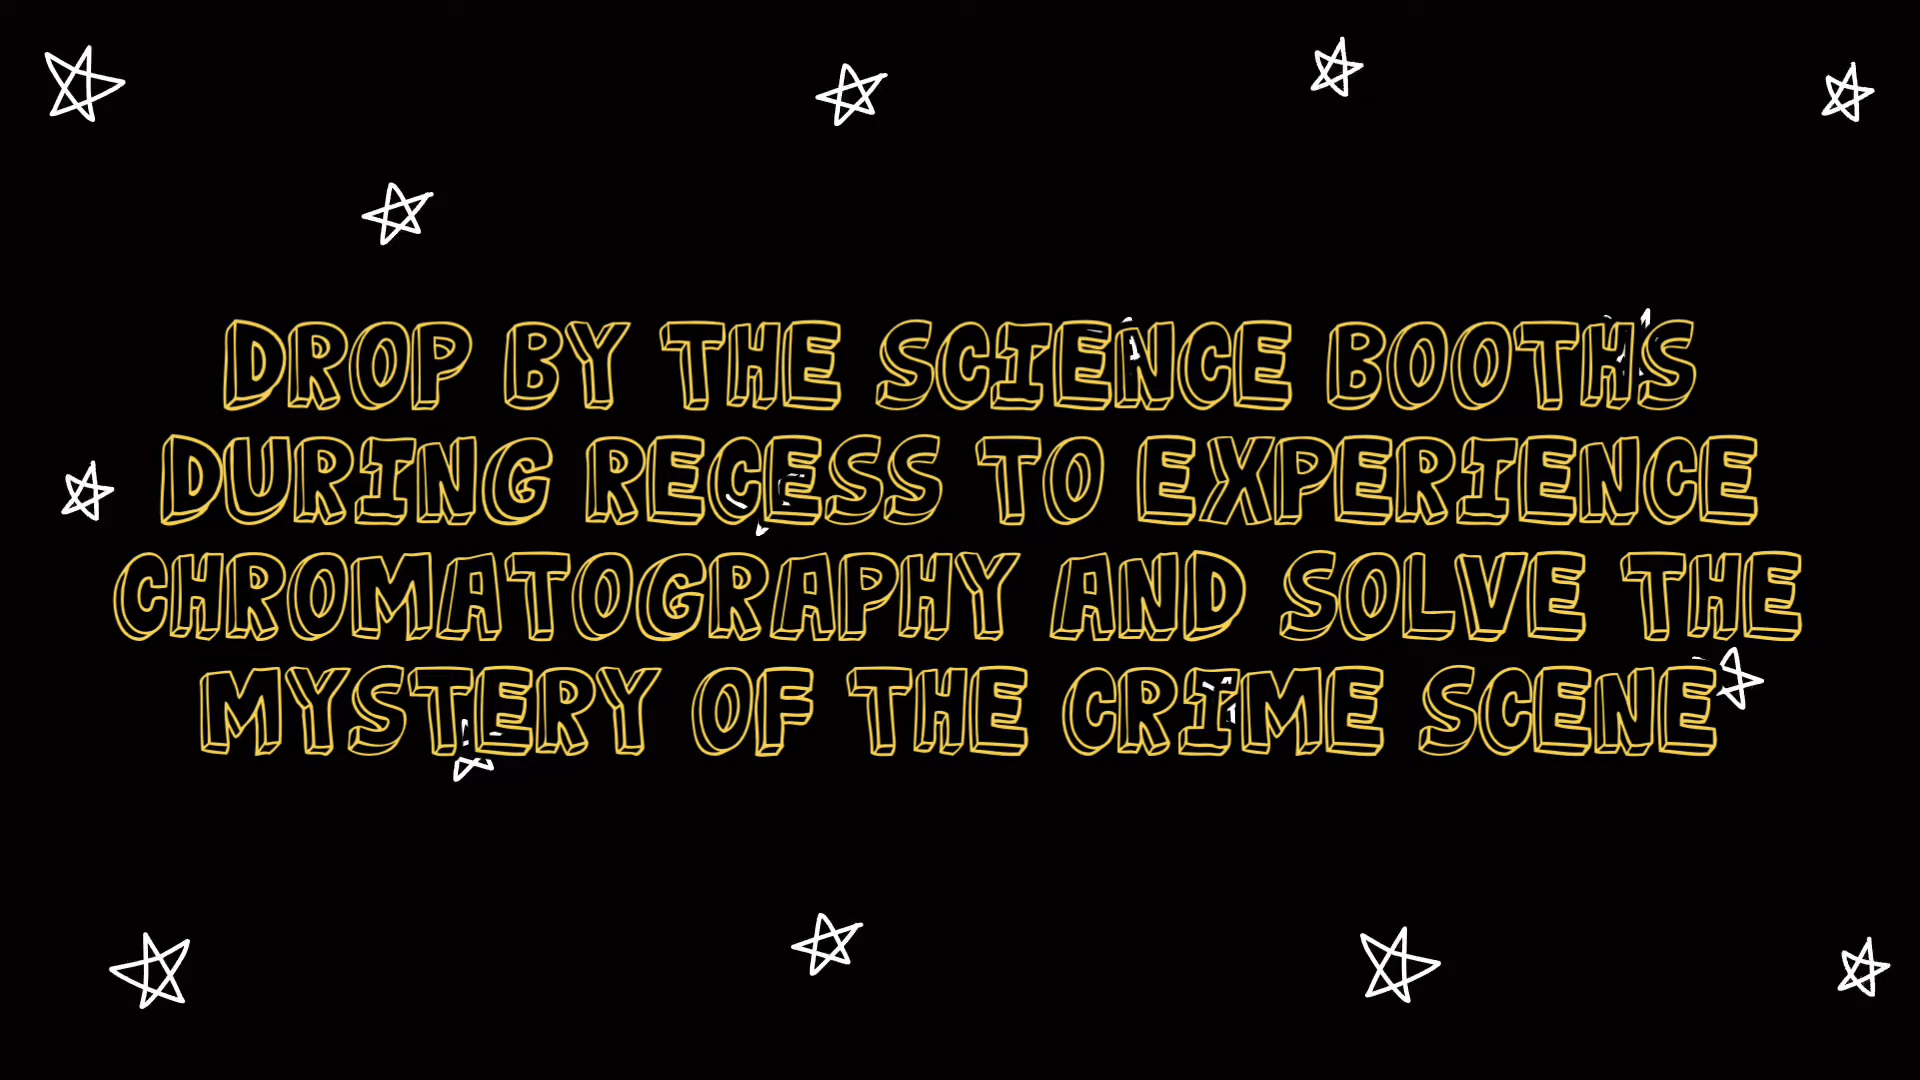 DROP BY THE SCIENCE BOOTHS
DURING RECESS TO EXPERIENCE
CHROMATOGRAPHY AND SOLVE THE
MYSTERY OF THE CRIME SCENE